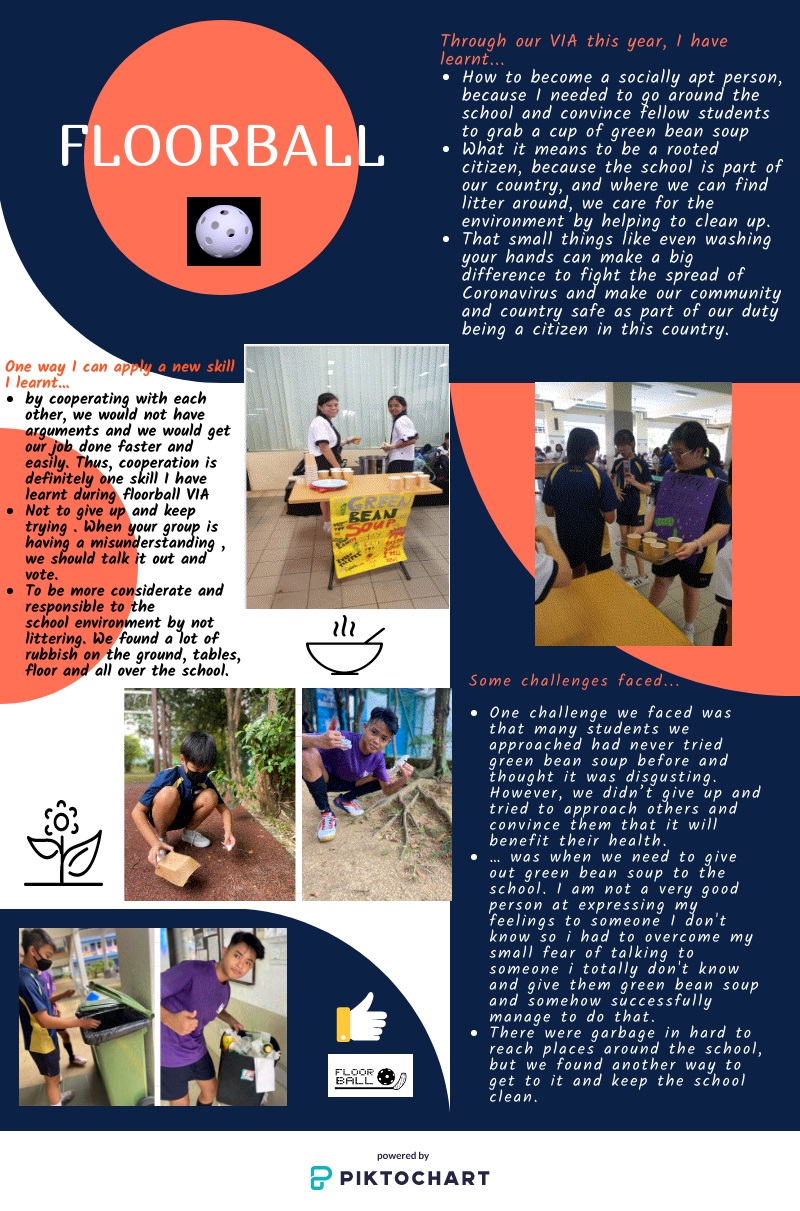 FLOORBALL
Through our VIA this year, I have
learnt...
How to become a socially apt person,
because I needed to go around the
school and convince fellow students
to grab a cup of green bean soup
What it means to be a rooted
citizen, because the school is part of
our country, and where we can find
litter around, we care for the
environment by helping to clean up.
That small things like even washing
your hands can make a big
difference to fight the spread of
Coronavirus and make our community
and country safe as part of our duty
being a citizen in this country.
One way I can apply a new skill
I learnt...
by cooperating with each
other, we would not have
arguments and we would get
our job done faster and
easily. Thus, cooperation is
definitely one skill I have
learnt during floorball VIA
Not to give up and keep
trying . When your group is
having a misunderstanding ,
we should talk it out and
vote.
To be more considerate and
responsible to the
school environment by not
littering. We found a lot of
rubbish on the ground, tables,
floor and all over the school.
GREEN
BEAN
SOUP
Some challenges faced...
One challenge we faced was
that many students we
approached had never tried
green bean soup before and
thought it was disgusting.
However, we didn't give up and
tried to approach others and
convince them that it will
benefit their health.
... was when we need to give
out green bean soup to the
school. I am not a very good
person at expressing my
feelings to someone I don't
know so i had to overcome my
small fear of talking to
someone i totally don't know
and give them green bean soup
and somehow successfully
manage to do that.
There were garbage in hard to
reach places around the school,
but we found another way to
get to it and keep the school
clean.
FLOOR
BALL
powered by
PIKTOCHART